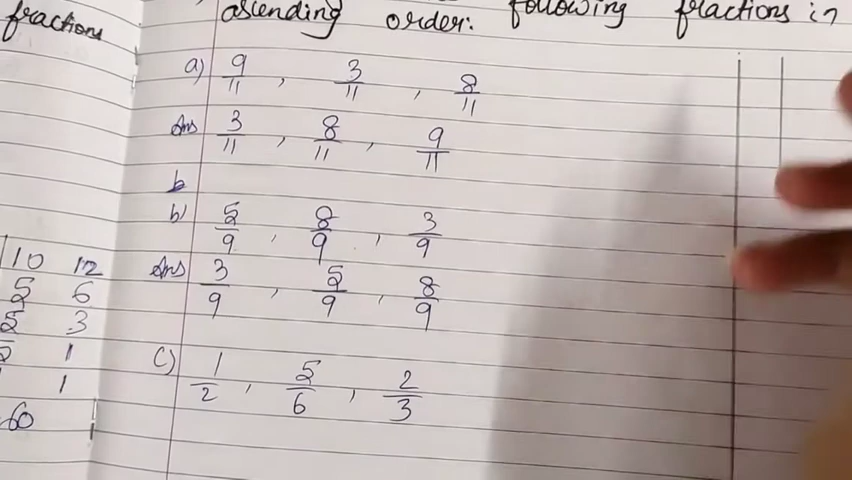 fractions
10 12
5 6
5 3
5 1
1
60
following fractions in
ascending order:
a) 9/11 , 3/11 , 8/11
Ans 3/11 , 8/11 , 9/11
b
b) 5/9 , 8/9 , 3/9
Ans 3/9 , 5/9 , 8/9
c) 1/2 , 5/6 , 2/3